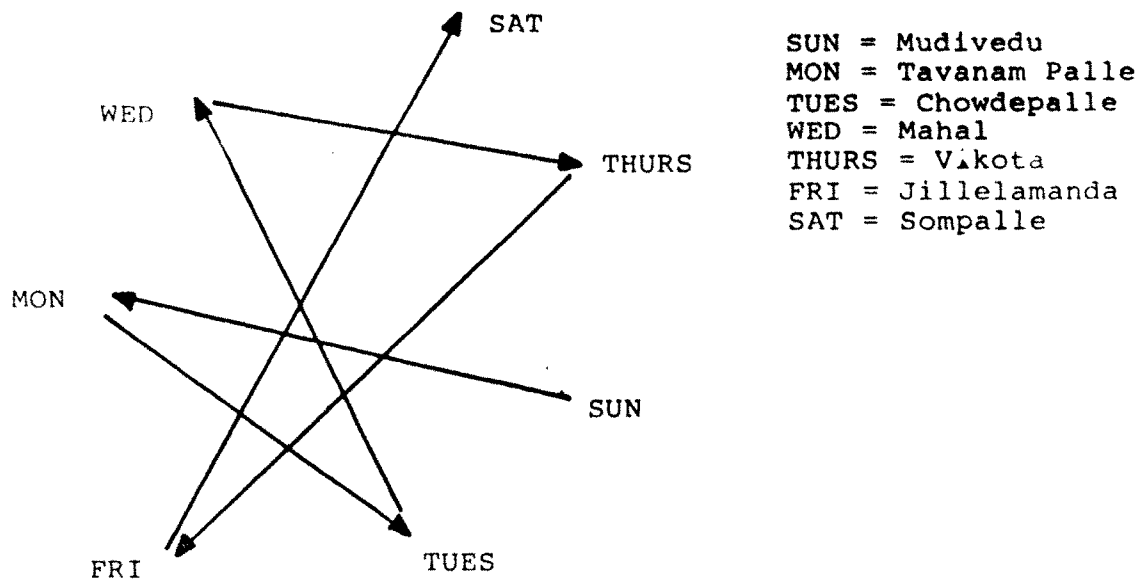 SAT
WED
THURS
MON
SUN
FRI
TUES
SUN = Mudivedu
MON = Tavanam Palle
TUES = Chowdepalle
WED = Mahal
THURS =
FRI = Jillelamanda
SAT = Sompalle